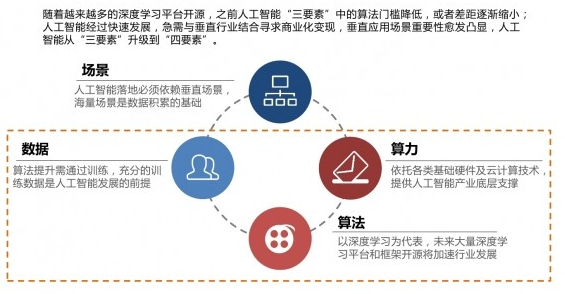 随着越来越多的深度学习平台开源，之前人工智能“三要素”中的算法门槛降低，或者差距逐渐缩小；
人工智能经过快速发展，急需与垂直行业结合寻求商业化变现，垂直应用场景重要性愈发凸显，人工
智能从“三要素”升级到“四要素”。
场景
人工智能落地必须依赖垂直场景，
海量场景是数据积累的基础
数据
算法提升需通过训练，充分的训
练数据是人工智能发展的前提
算力
依托各类基础硬件及云计算技术，
提供人工智能产业底层支撑
算法
以深度学习为代表，未来大量深度学
习平台和框架开源将加速行业发展